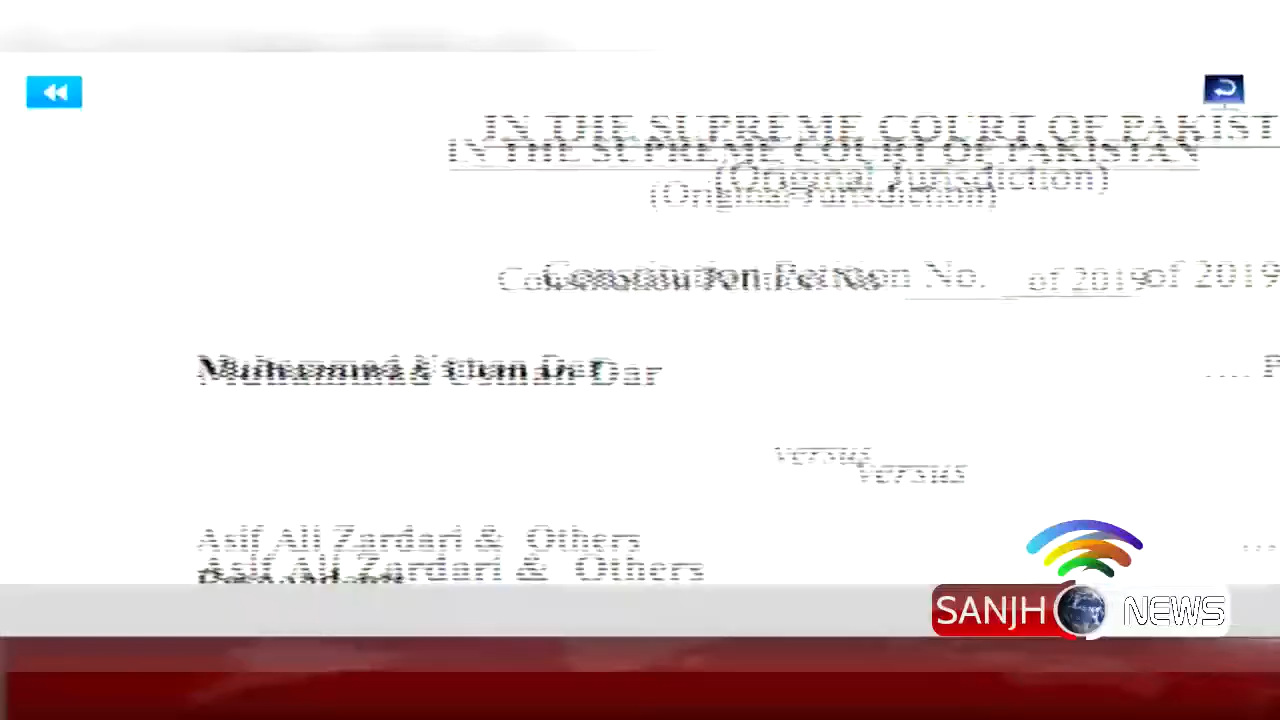 IN THE SUPREME COURT OF PAKISTAN
(Original Jurisdiction)
Constitution Petition No. of 2019
Muhammad Usman Dar
versus
Asif Ali Zardari & Others
SANJH NEWS